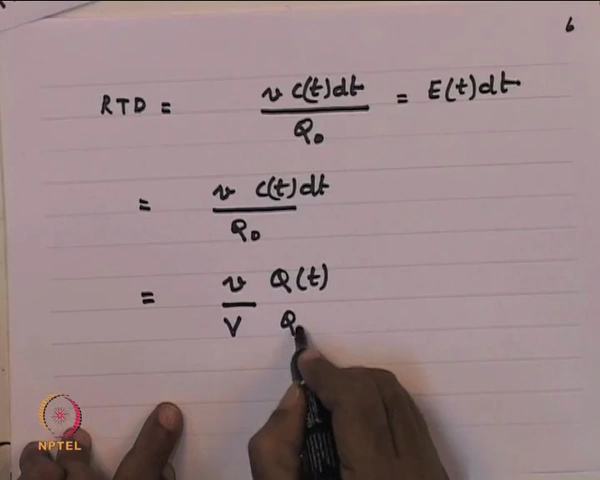 6
RTD = v c(t)dt / Q₀ = E(t)dt
= v c(t)dt / Q₀
= v Q(t) / V Q₀
NPTEL